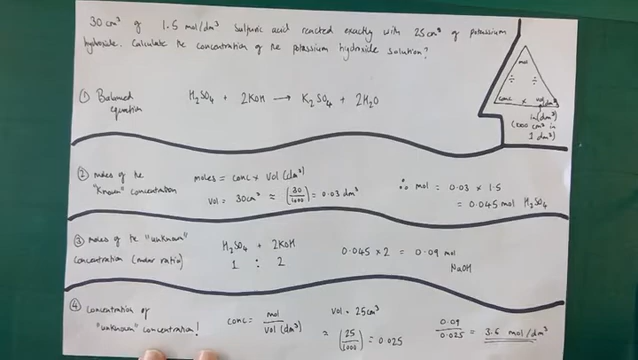 30 cm³ of 1.5 mol/dm³ sulfuric acid reacted exactly with 25 cm³ of potassium
hydroxide. Calculate the concentration of the potassium hydroxide solution?
mol
÷ ÷
conc × vol
in (dm³)
(1000 cm³ in
1 dm³)
① Balanced
equation
H₂SO₄ + 2KOH → K₂SO₄ + 2H₂O
② moles of the
"known" concentration
moles = conc × vol (dm³)
vol = 30cm³ ≈ (30/1000) = 0.03 dm³
∴ mol = 0.03 × 1.5
= 0.045 mol H₂SO₄
③ moles of the "unknown"
concentration (molar ratio)
H₂SO₄ + 2KOH
1 : 2
0.045 × 2 = 0.09 mol
NaOH
④ concentration of
"unknown" concentration!
conc = mol/vol (dm³)
vol = 25cm³
≈ (25/1000) = 0.025
0.09/0.025 = 3.6 mol/dm³